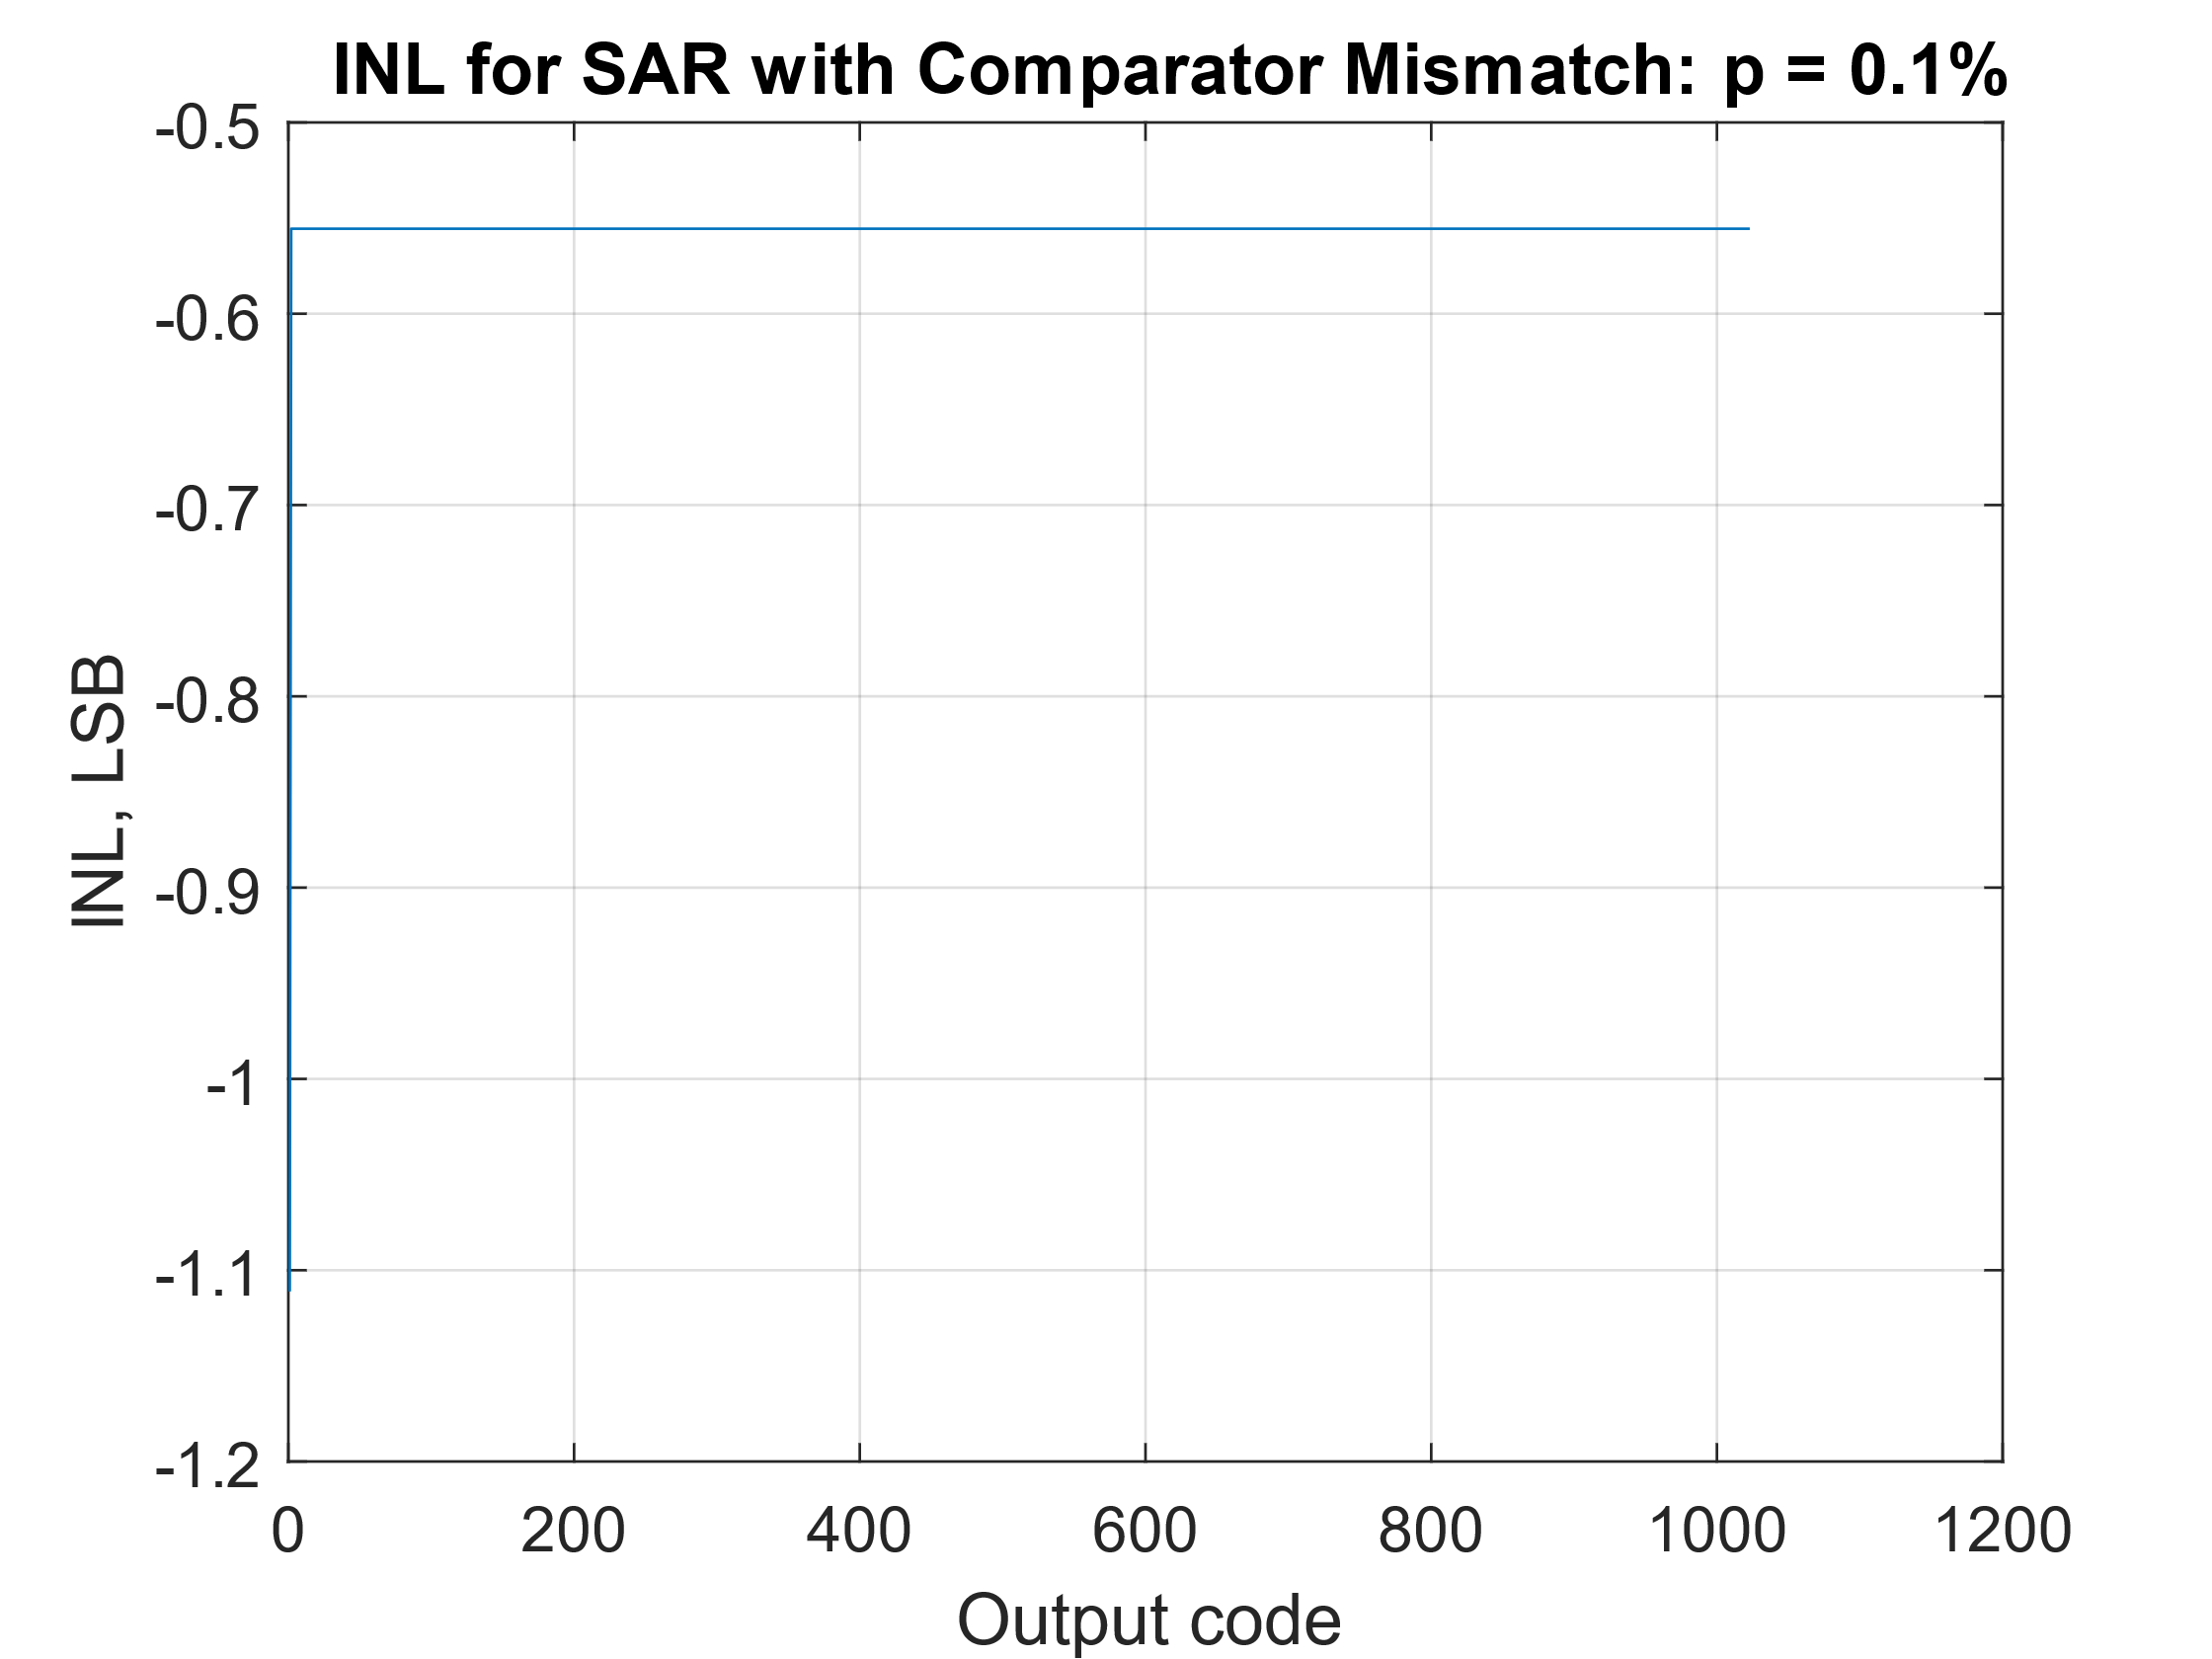 INL for SAR with Comparator Mismatch: p = 0.1%
-0.5
-0.6
-0.7
-0.8
-0.9
-1
-1.1
-1.2
INL, LSB
0 200 400 600 800 1000 1200
Output code